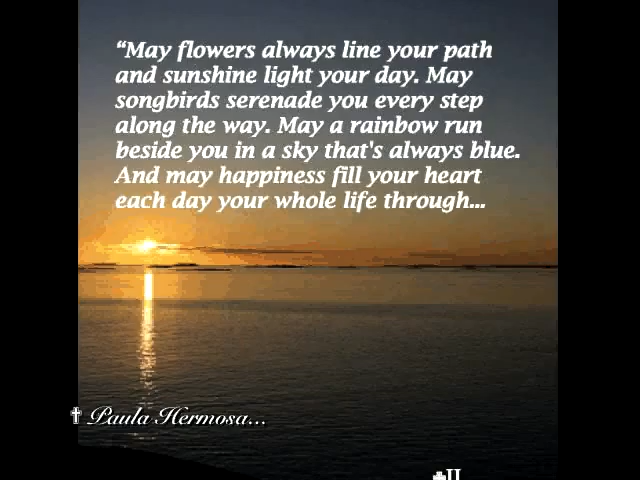 “May flowers always line your path
and sunshine light your day. May
songbirds serenade you every step
along the way. May a rainbow run
beside you in a sky that's always blue.
And may happiness fill your heart
each day your whole life through...
✝ Paula Hermosa...